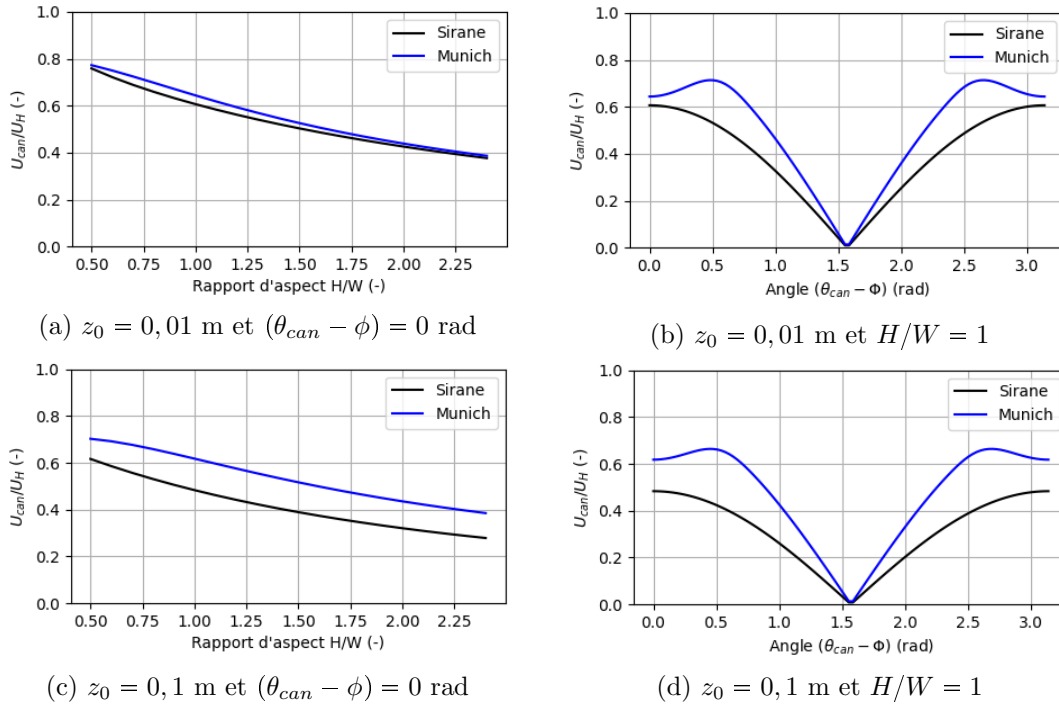 1.0
0.8
0.6
0.4
0.2
0.0
U_can/U_H (-)
Sirane
Munich
0.50 0.75 1.00 1.25 1.50 1.75 2.00 2.25
Rapport d'aspect H/W (-)
(a) z_0 = 0, 01 m et (θ_can − ϕ) = 0 rad
1.0
0.8
0.6
0.4
0.2
0.0
U_can/U_H (-)
Sirane
Munich
0.0 0.5 1.0 1.5 2.0 2.5 3.0
Angle (θ_can − Φ) (rad)
(b) z_0 = 0, 01 m et H/W = 1
1.0
0.8
0.6
0.4
0.2
0.0
U_can/U_H (-)
Sirane
Munich
0.50 0.75 1.00 1.25 1.50 1.75 2.00 2.25
Rapport d'aspect H/W (-)
(c) z_0 = 0, 1 m et (θ_can − ϕ) = 0 rad
1.0
0.8
0.6
0.4
0.2
0.0
U_can/U_H (-)
Sirane
Munich
0.0 0.5 1.0 1.5 2.0 2.5 3.0
Angle (θ_can − Φ) (rad)
(d) z_0 = 0, 1 m et H/W = 1